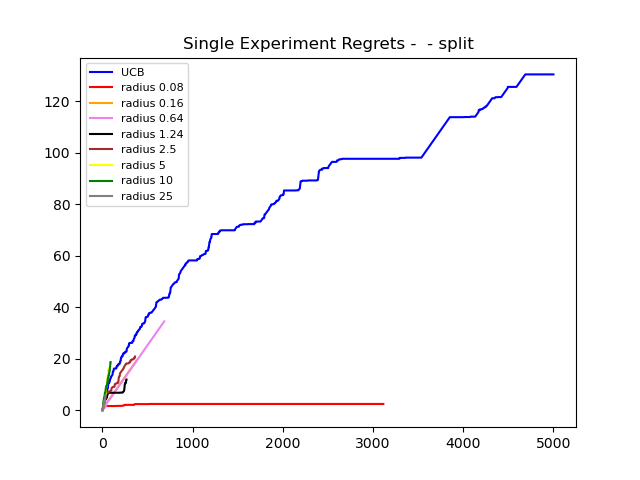 Single Experiment Regrets -  - split
UCB
radius 0.08
radius 0.16
radius 0.64
radius 1.24
radius 2.5
radius 5
radius 10
radius 25
120
100
80
60
40
20
0
0 1000 2000 3000 4000 5000